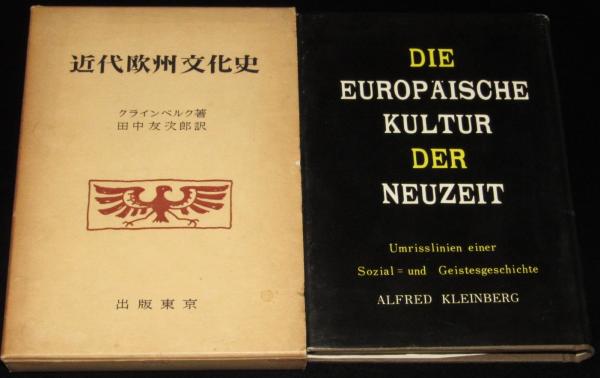 近代欧州文化史
クラインベルク著
田中友次郎訳
出版東京
DIE
EUROPÄISCHE
KULTUR
DER
NEUZEIT
Umrisslinien einer
Sozial = und Geistesgeschichte
ALFRED KLEINBERG